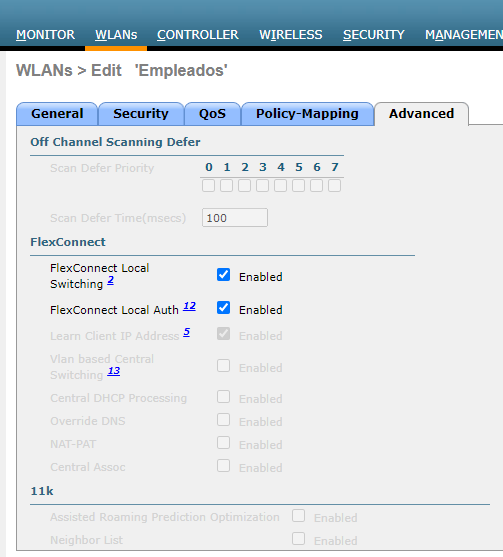 MONITOR WLANs CONTROLLER WIRELESS SECURITY MANAGEMEN
WLANs > Edit 'Empleados'
General Security QoS Policy-Mapping Advanced
Off Channel Scanning Defer
Scan Defer Priority 0 1 2 3 4 5 6 7
Scan Defer Time(msecs) 100
FlexConnect
FlexConnect Local
Switching 2 Enabled
FlexConnect Local Auth 12 Enabled
Learn Client IP Address 5 Enabled
Vlan based Central
Switching 13 Enabled
Central DHCP Processing Enabled
Override DNS Enabled
NAT-PAT Enabled
Central Assoc Enabled
11k
Assisted Roaming Prediction Optimization Enabled
Neighbor List Enabled